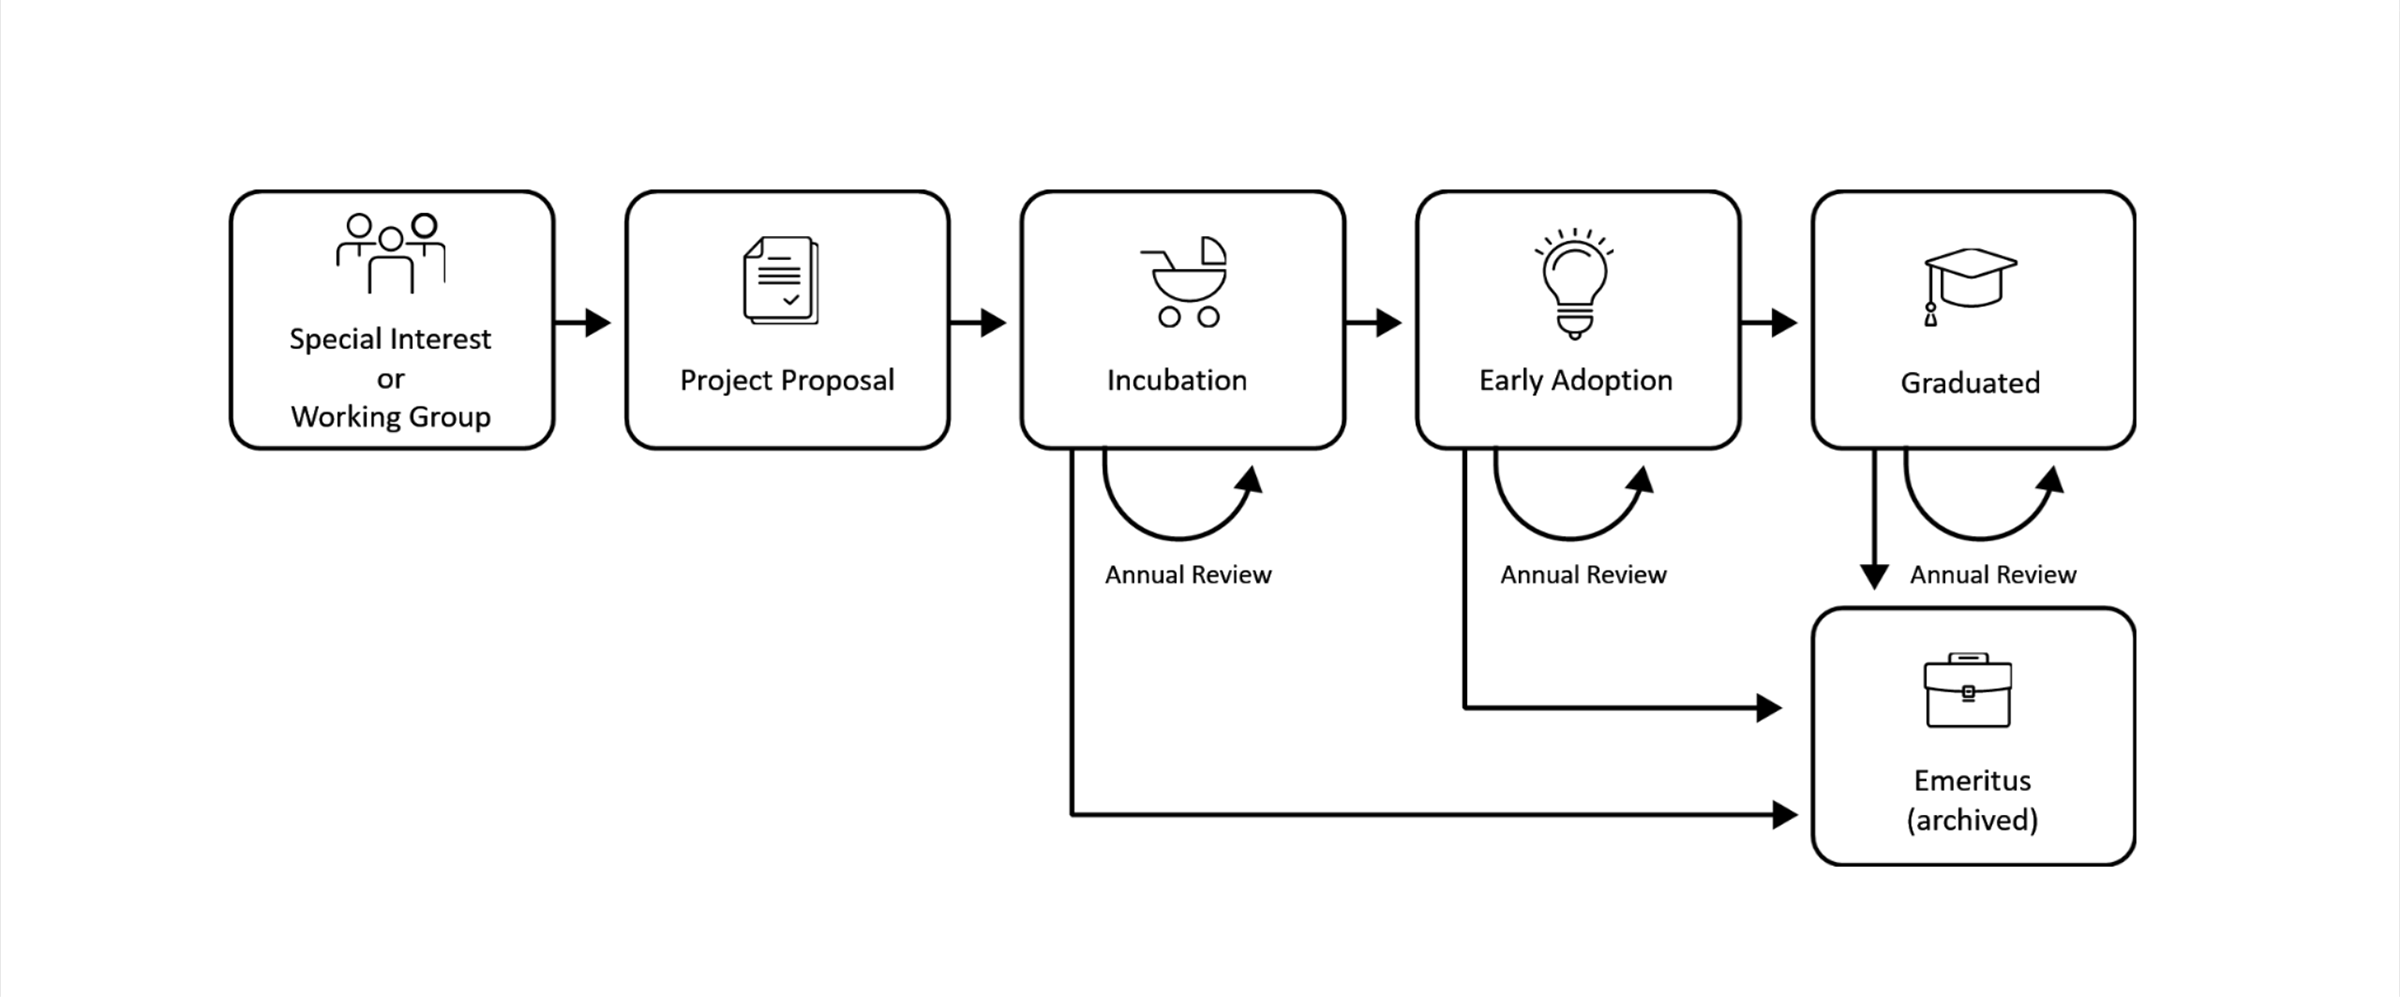 Special Interest
or
Working Group
Project Proposal
Incubation
Early Adoption
Graduated
Annual Review
Annual Review
Annual Review
Emeritus
(archived)